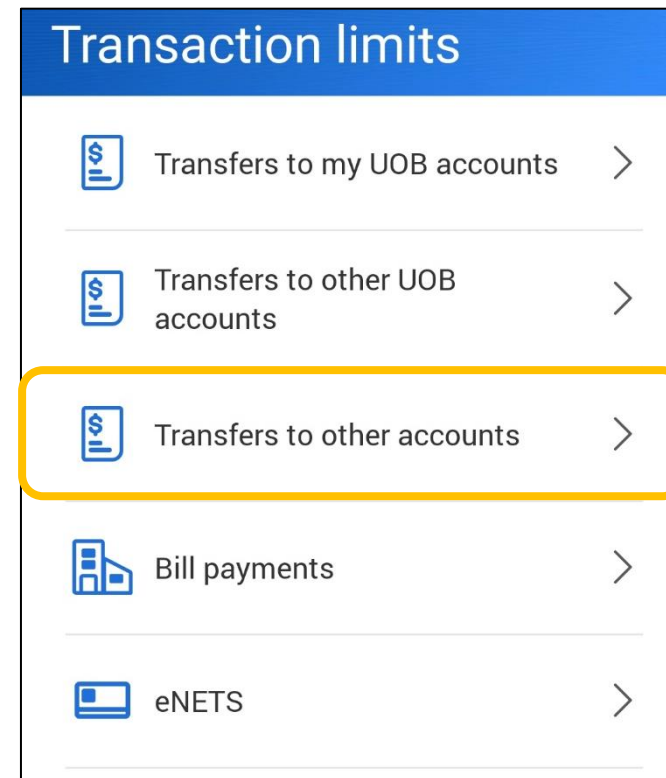 Transaction limits
Transfers to my UOB accounts
Transfers to other UOB
accounts
Transfers to other accounts
Bill payments
eNETS